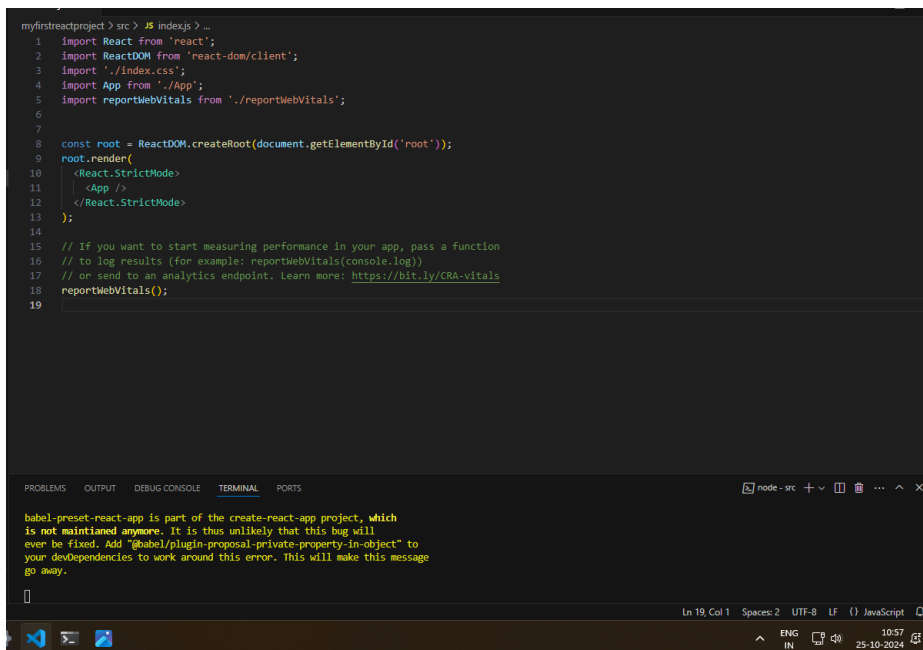 myfirstreactproject > src > JS index.js > ...
1 import React from 'react';
2 import ReactDOM from 'react-dom/client';
3 import './index.css';
4 import App from './App';
5 import reportWebVitals from './reportWebVitals';
6
7
8 const root = ReactDOM.createRoot(document.getElementById('root'));
9 root.render(
10 <React.StrictMode>
11 <App />
12 </React.StrictMode>
13 );
14
15 // If you want to start measuring performance in your app, pass a function
16 // to log results (for example: reportWebVitals(console.log))
17 // or send to an analytics endpoint. Learn more: https://bit.ly/CRA-vitals
18 reportWebVitals();
19
PROBLEMS OUTPUT DEBUG CONSOLE TERMINAL PORTS node - src
babel-preset-react-app is part of the create-react-app project, which
is not maintianed anymore. It is thus unlikely that this bug will
ever be fixed. Add "@babel/plugin-proposal-private-property-in-object" to
your devDependencies to work around this error. This will make this message
go away.
Ln 19, Col 1 Spaces: 2 UTF-8 LF {} JavaScript
ENG 10:57
IN 25-10-2024